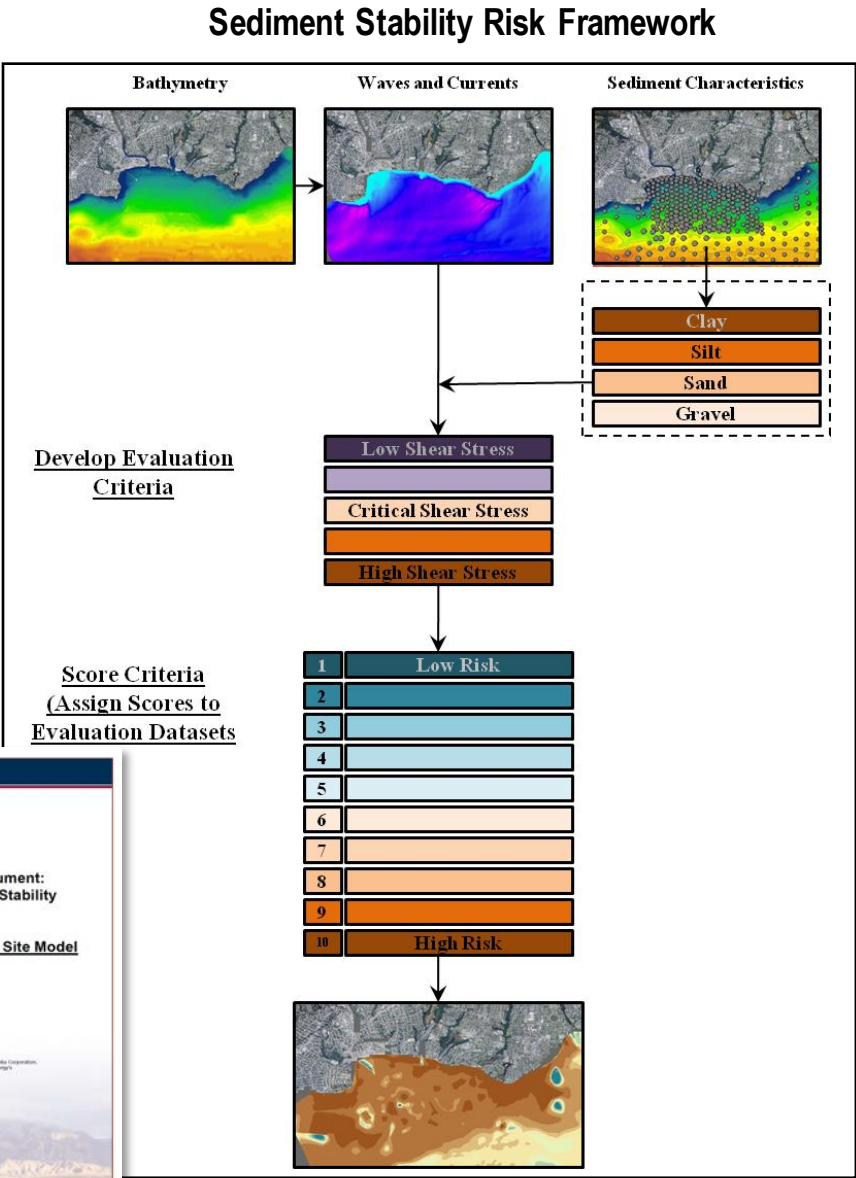 Sediment Stability Risk Framework
Bathymetry
Waves and Currents
Sediment Characteristics
Clay
Silt
Sand
Gravel
Develop Evaluation
Criteria
Low Shear Stress
Critical Shear Stress
High Shear Stress
Score Criteria
(Assign Scores to
Evaluation Datasets
1 Low Risk
2
3
4
5
6
7
8
9
10 High Risk
ument:
Stability
Site Model
Corporation,